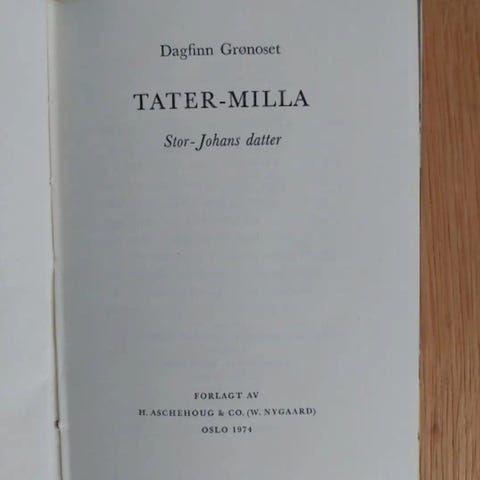 Dagfinn Grønoset
TATER-MILLA
Stor-Johans datter
FORLAGT AV
H. ASCHEHOUG & CO. (W. NYGAARD)
OSLO 1974